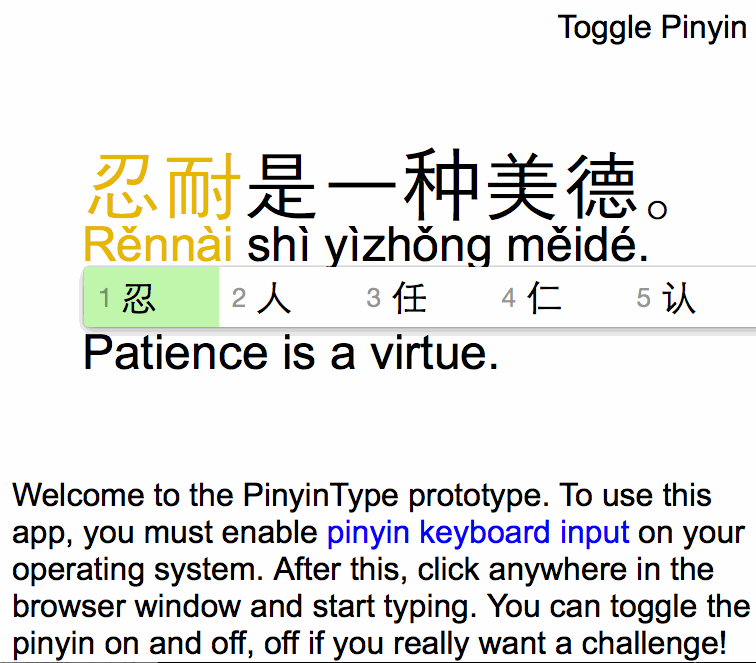 Toggle Pinyin
忍耐是一种美德。
Rěnnài shì yìzhǒng měidé.
1 忍 2 人 3 任 4 仁 5 认
Patience is a virtue.
Welcome to the PinyinType prototype. To use this
app, you must enable pinyin keyboard input on your
operating system. After this, click anywhere in the
browser window and start typing. You can toggle the
pinyin on and off, off if you really want a challenge!